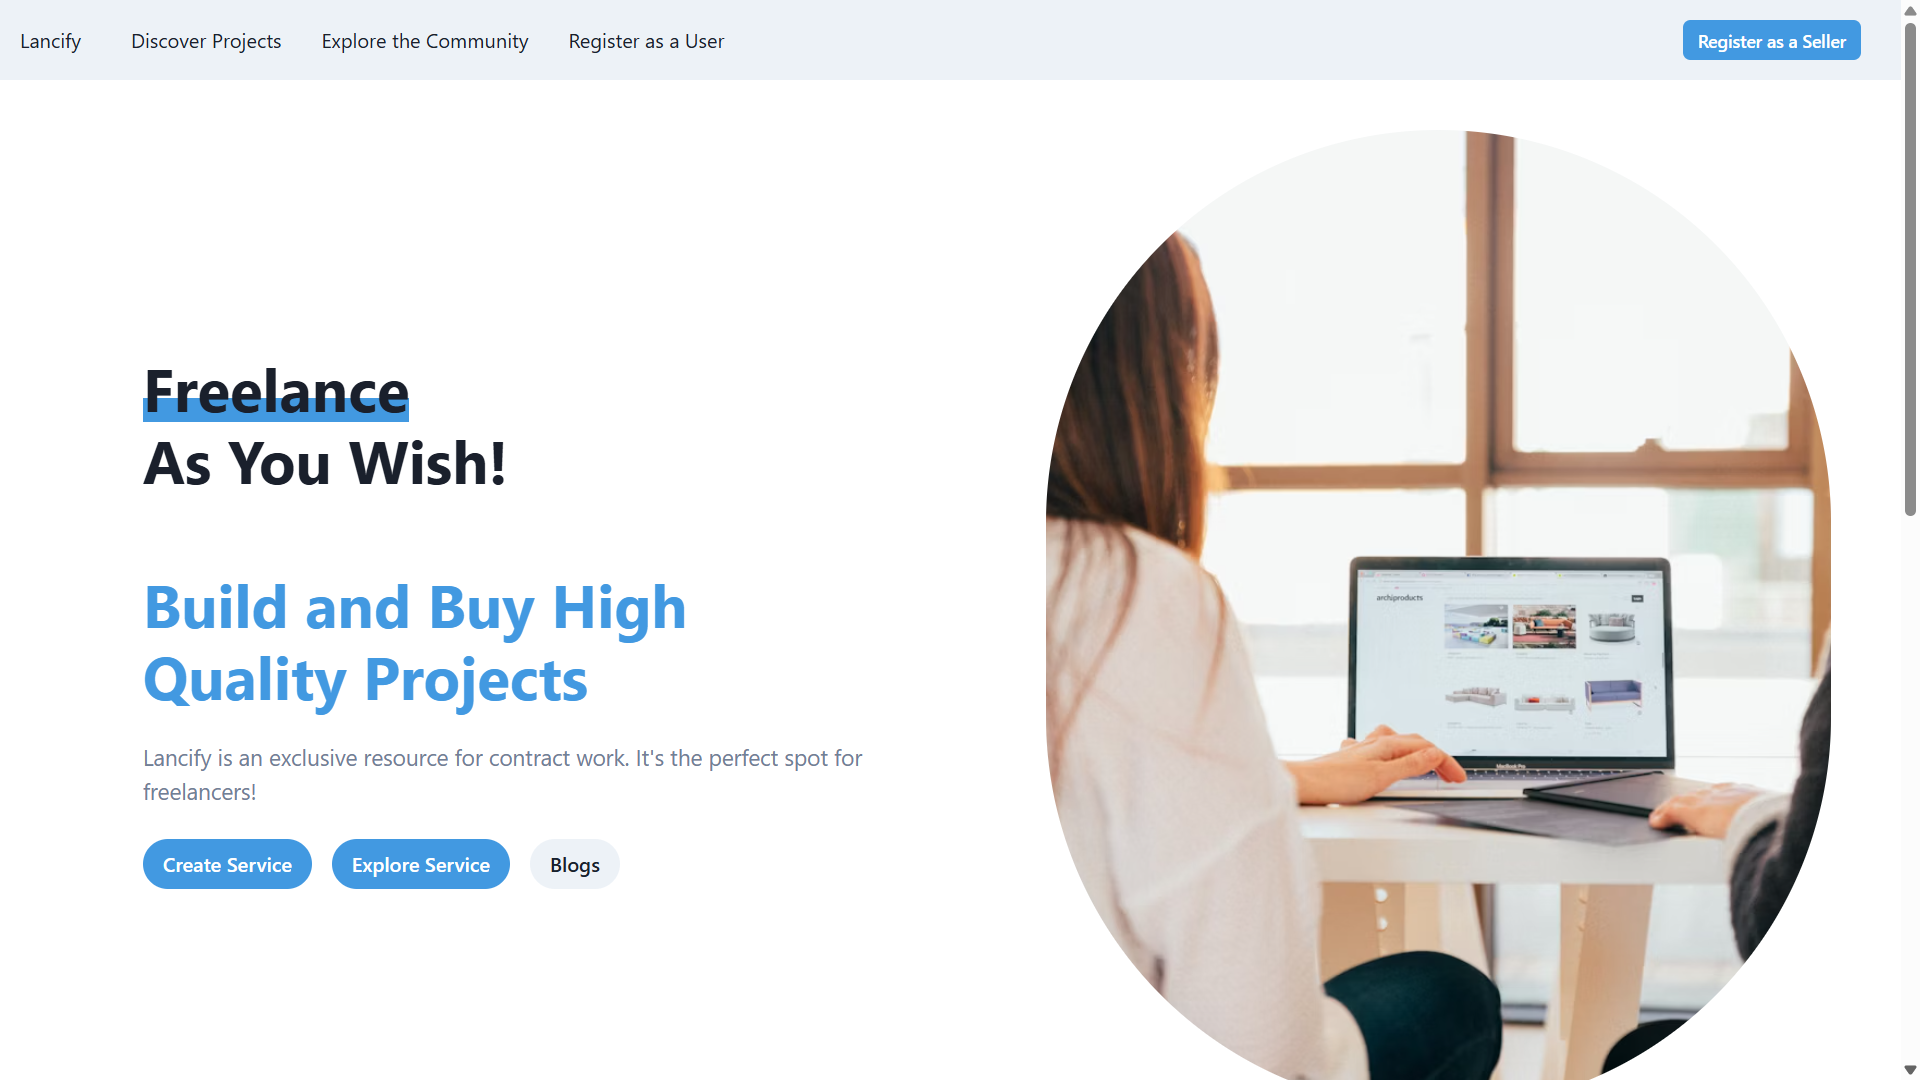 Lancify
Discover Projects
Explore the Community
Register as a User
Register as a Seller
Freelance
As You Wish!
Build and Buy High
Quality Projects
Lancify is an exclusive resource for contract work. It's the perfect spot for
freelancers!
Create Service
Explore Service
Blogs
archiproducts
MacBook Pro